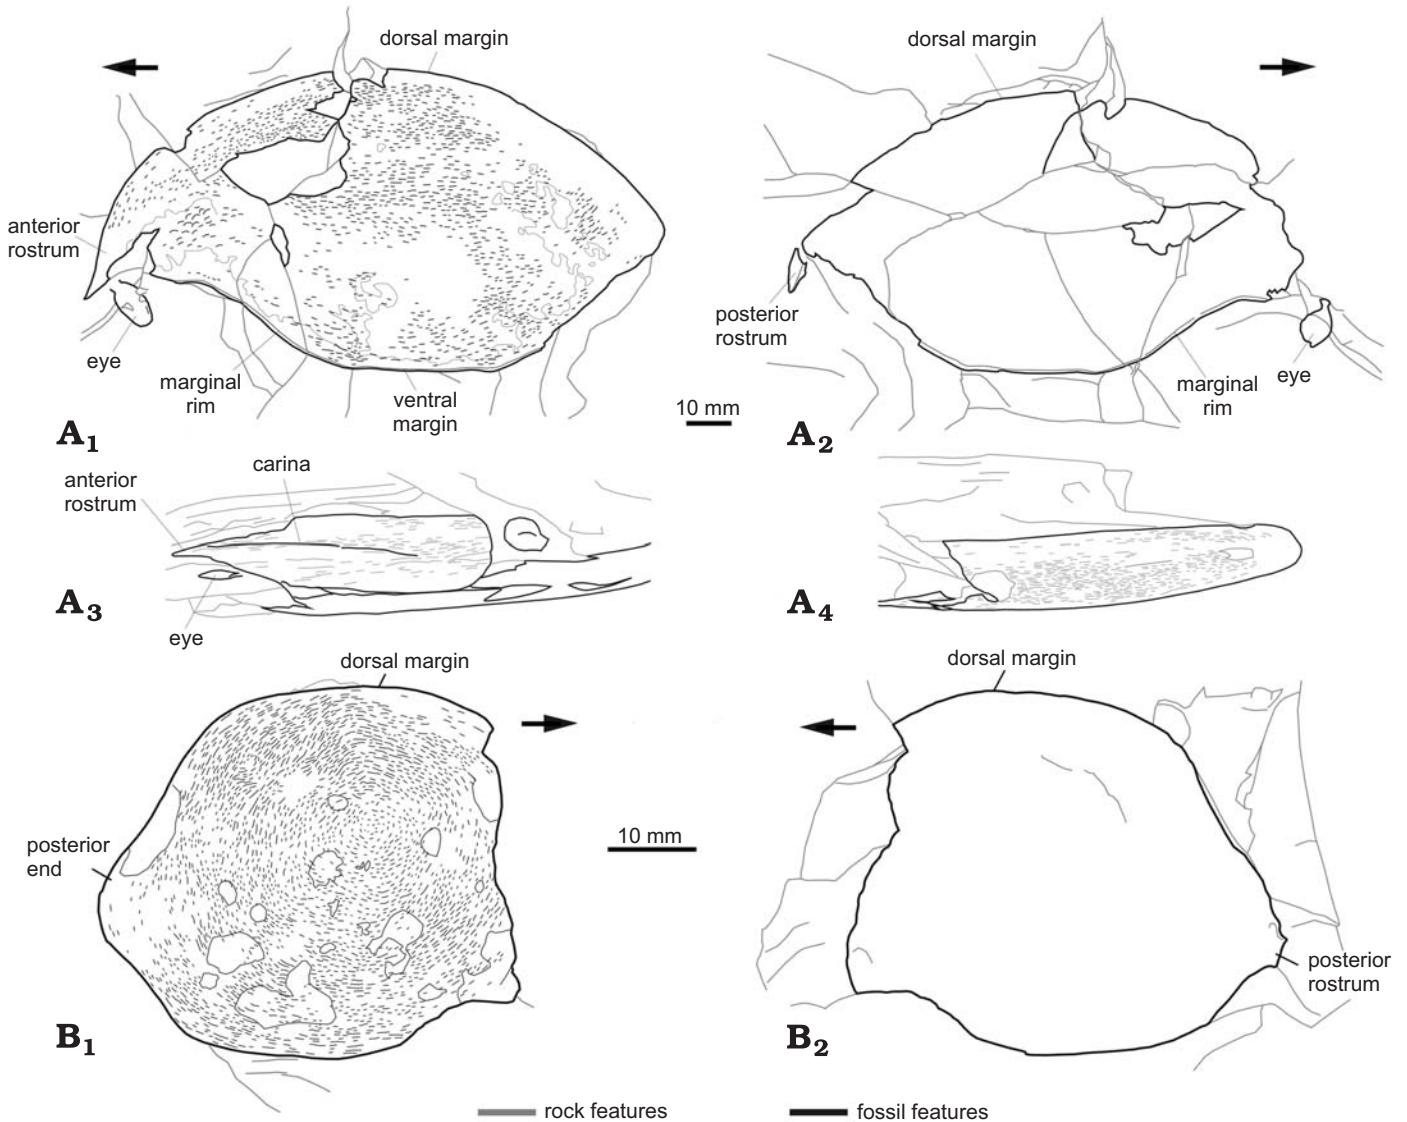 dorsal margin
anterior
rostrum
eye
marginal
rim
ventral
margin
A1
10 mm
dorsal margin
posterior
rostrum
marginal
rim
eye
A2
carina
anterior
rostrum
eye
A3
A4
dorsal margin
posterior
end
B1
10 mm
dorsal margin
posterior
rostrum
B2
rock features
fossil features